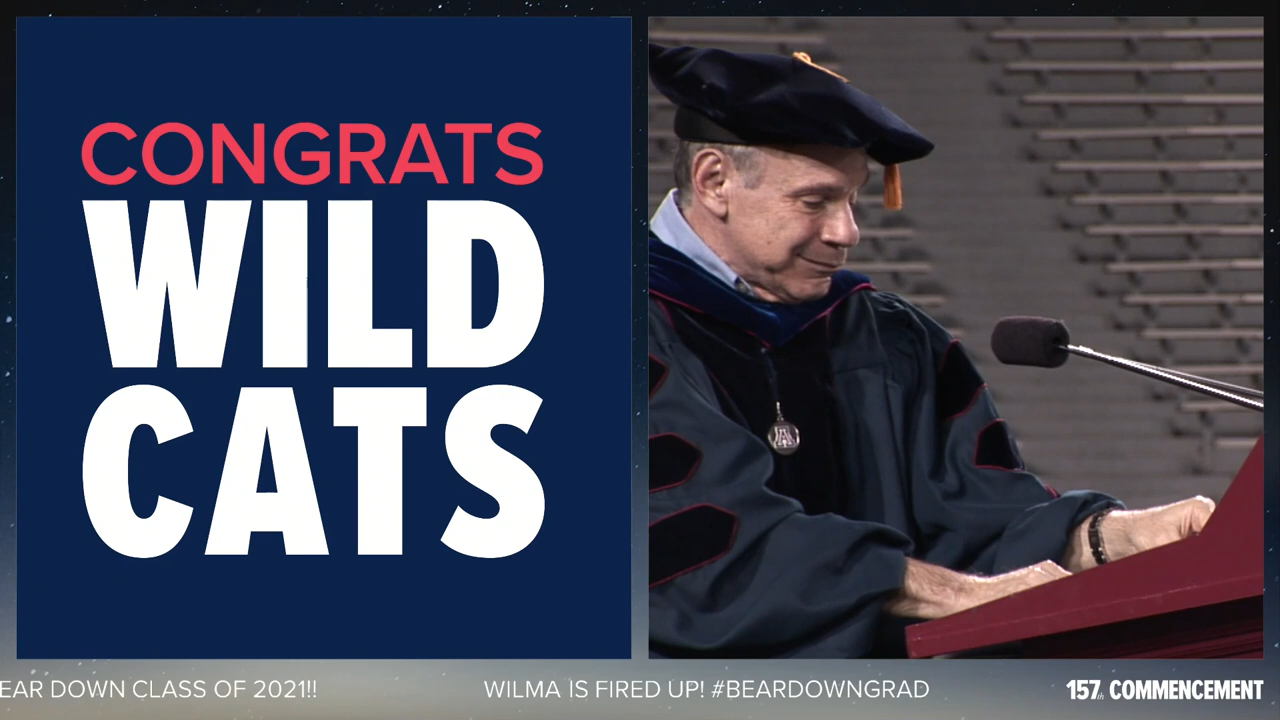 CONGRATS
WILD
CATS
A
EAR DOWN CLASS OF 2021!!
WILMA IS FIRED UP! #BEARDOWNGRAD
157th COMMENCEMENT